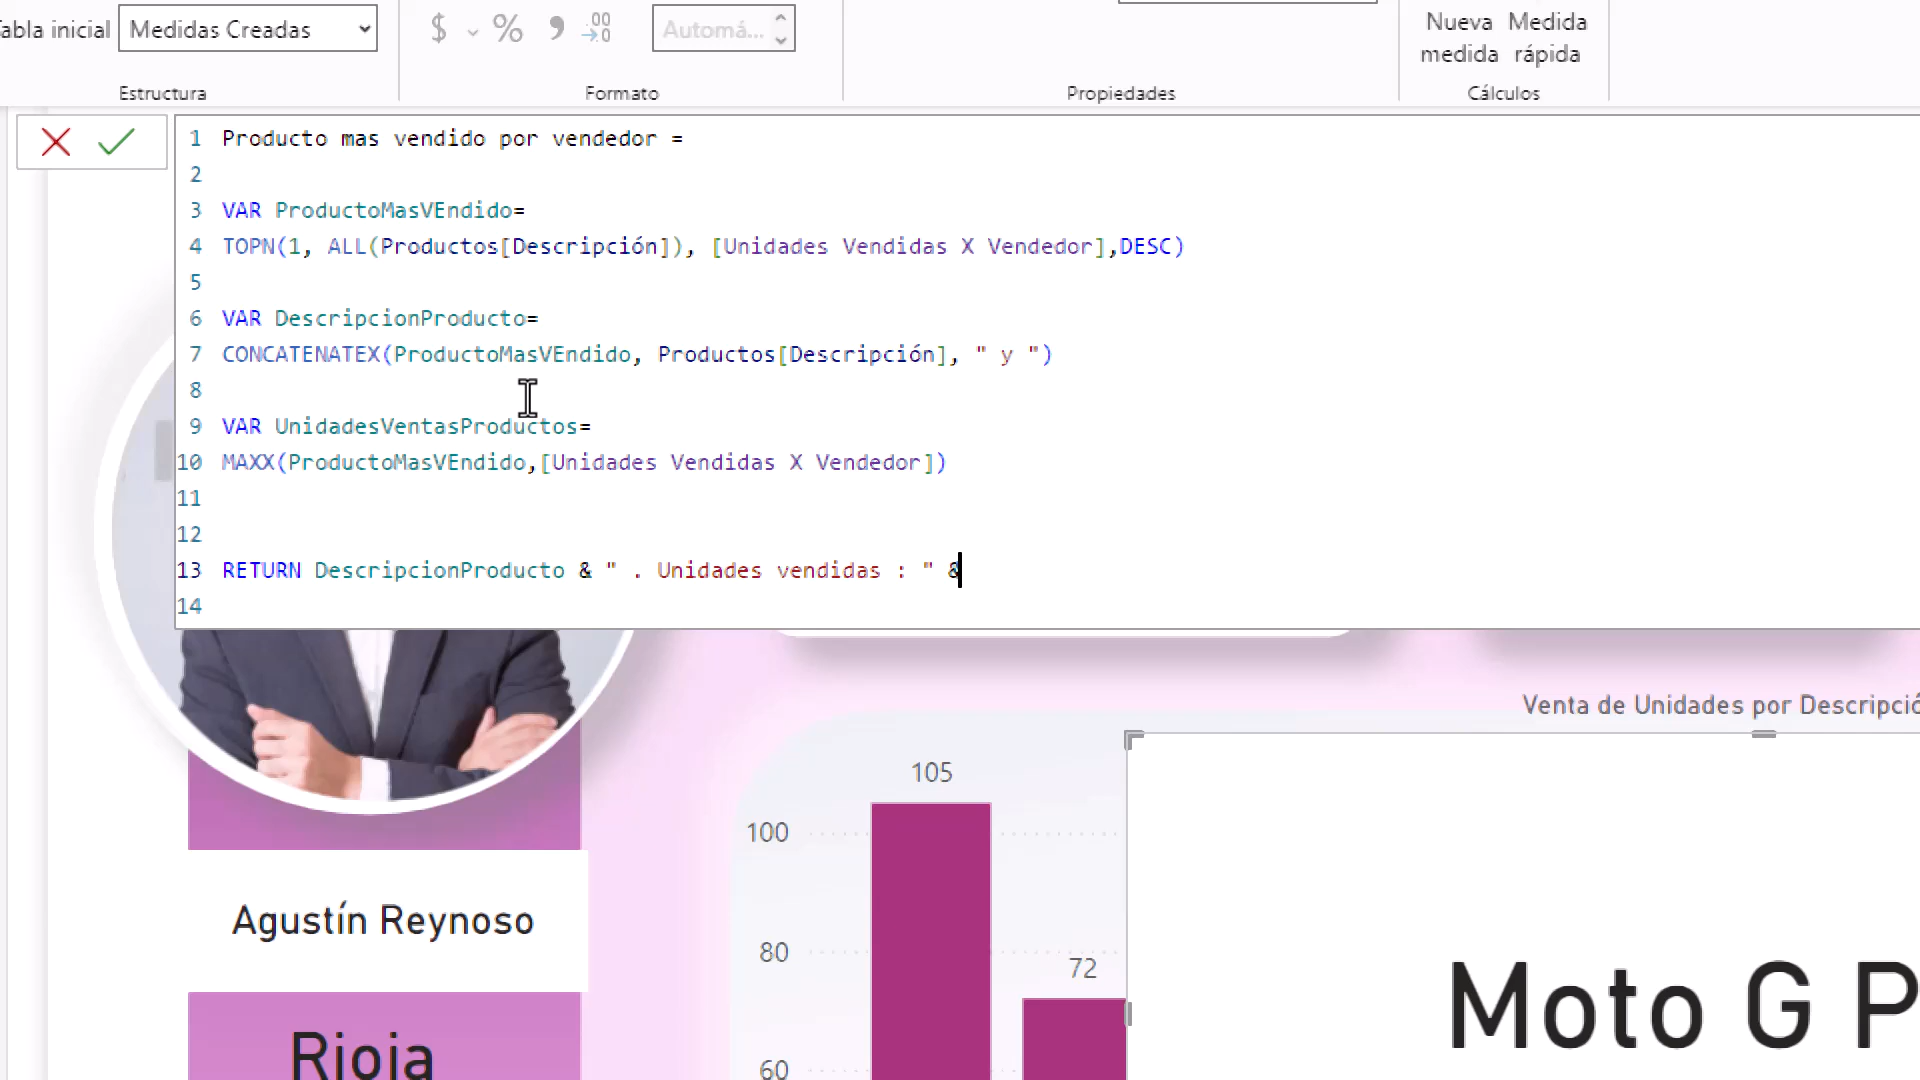 abla inicial Medidas Creadas
$ % , .00 0 Automá...
Nueva medida Medida rápida
Estructura Formato Propiedades Cálculos
1 Producto mas vendido por vendedor =
2
3 VAR ProductoMasVEndido=
4 TOPN(1, ALL(Productos[Descripción]), [Unidades Vendidas X Vendedor],DESC)
5
6 VAR DescripcionProducto=
7 CONCATENATEX(ProductoMasVEndido, Productos[Descripción], " y ")
8
9 VAR UnidadesVentasProductos=
10 MAXX(ProductoMasVEndido,[Unidades Vendidas X Vendedor])
11
12
13 RETURN DescripcionProducto & " . Unidades vendidas : " &
14
Venta de Unidades por Descripció
105
100
80
72
60
Agustín Reynoso
Rioja
Moto G P